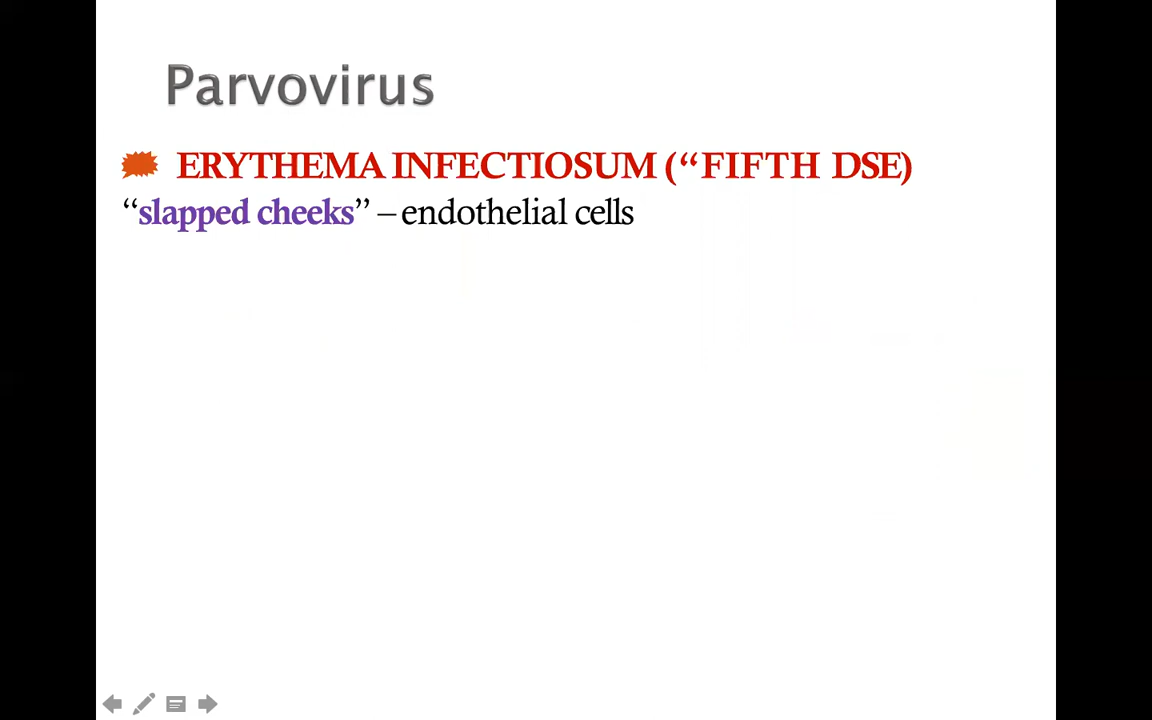 Parvovirus
ERYTHEMA INFECTIOSUM (“FIFTH DSE)
“slapped cheeks” – endothelial cells